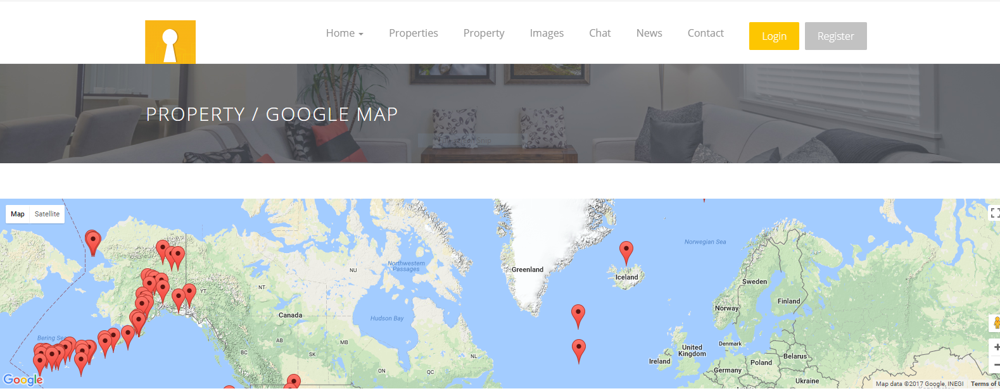 Home Properties Property Images Chat News Contact Login Register
PROPERTY / GOOGLE MAP
Map Satellite
Norwegian Sea
Northwestern
Passages
NU
Greenland
Iceland
Sweden
NT
YT
Finland
Norway
Canada
Hudson Bay
Bering Sea
AB
MB
BC
SK
United
Kingdom
Denmark
NL
Ireland
Poland
Belarus
Germany
ON
QC
Ukraine
Google
Map data ©2017 Google, INEGI Terms of U